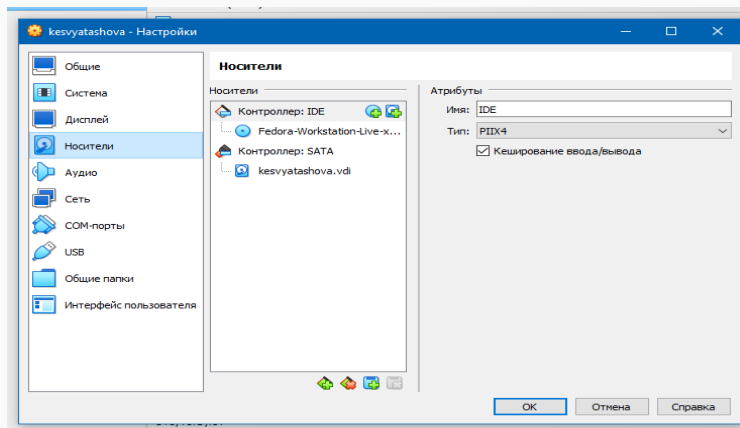 kesvyatashova - Настройки
Общие
Система
Дисплей
Носители
Аудио
Сеть
COM-порты
USB
Общие папки
Интерфейс пользователя
Носители
Носители
Контроллер: IDE
Fedora-Workstation-Live-x...
Контроллер: SATA
kesvyatashova.vdi
Атрибуты
Имя: IDE
Тип: PIIX4
Кеширование ввода/вывода
OK Отмена Справка